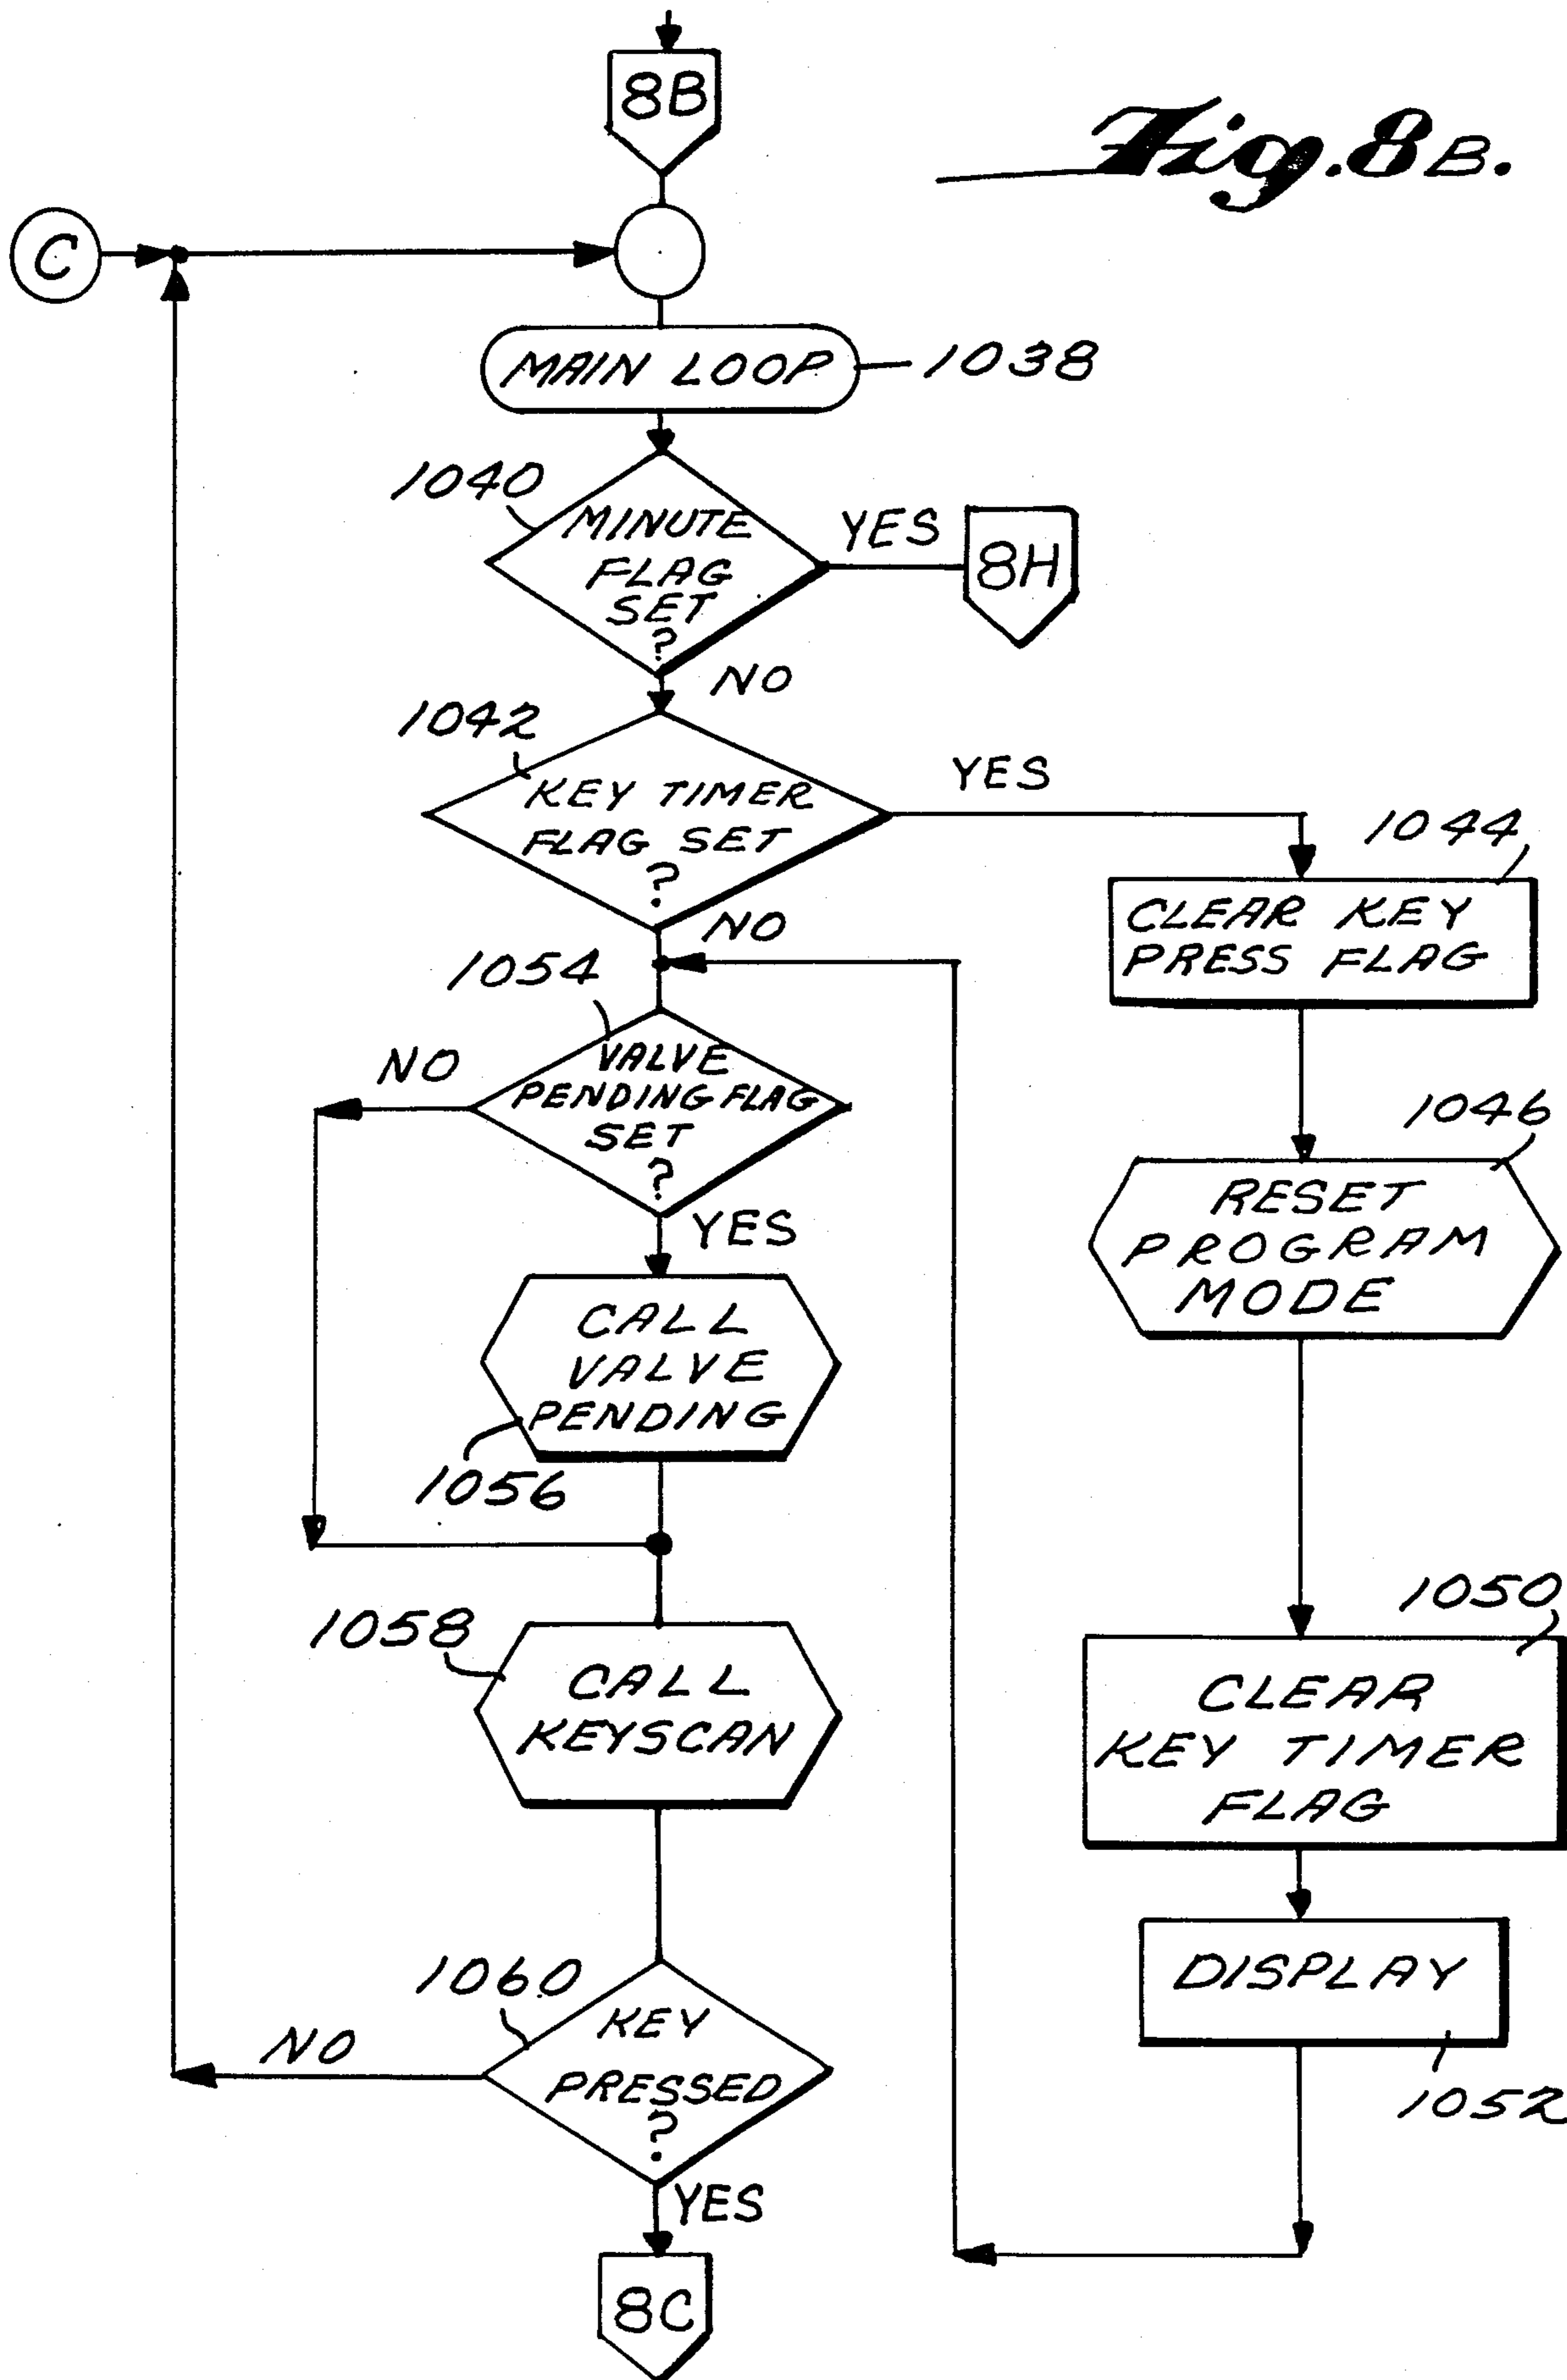 8B
Fig. 8B.
C
MAIN LOOP
1038
1040
MINUTE
FLAG
SET
?
YES
8H
NO
1042
KEY TIMER
FLAG SET
?
YES
NO
1044
CLEAR KEY
PRESS FLAG
1054
VALVE
PENDING FLAG
SET
?
NO
YES
1046
RESET
PROGRAM
MODE
CALL
VALVE
PENDING
1056
1058
CALL
KEYSCAN
1050
CLEAR
KEY TIMER
FLAG
1060
KEY
PRESSED
?
NO
YES
DISPLAY
1052
8C